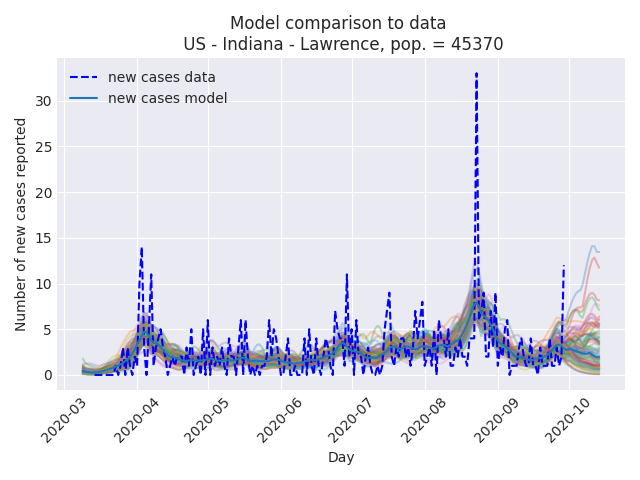 Model comparison to data
US - Indiana - Lawrence, pop. = 45370
new cases data
new cases model
Number of new cases reported
30
25
20
15
10
5
0
2020-03
2020-04
2020-05
2020-06
2020-07
2020-08
2020-09
2020-10
Day